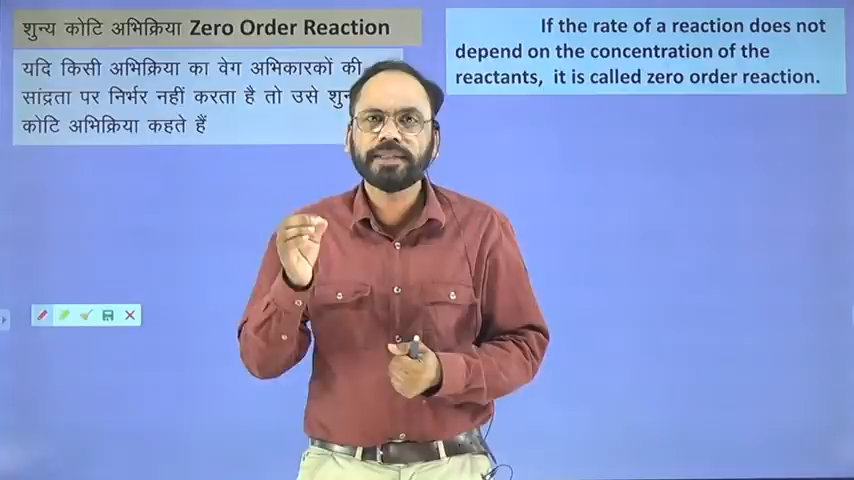 शुन्य कोटि अभिक्रिया Zero Order Reaction
यदि किसी अभिक्रिया का वेग अभिकारकों की
सांद्रता पर निर्भर नहीं करता है तो उसे
कोटि अभिक्रिया कहते हैं
If the rate of a reaction does not
depend on the concentration of the
reactants, it is called zero order reaction.